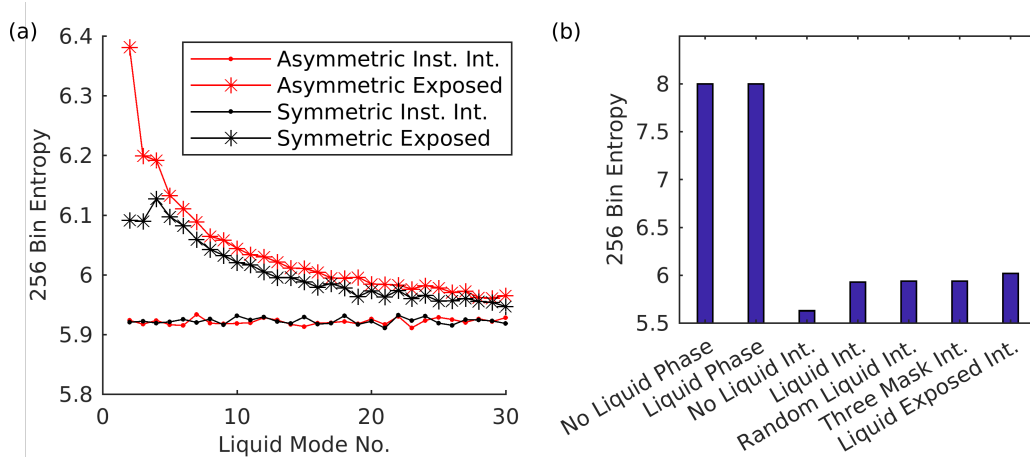 (a)
6.4
6.3
6.2
6.1
6
5.9
5.8
256 Bin Entropy
Asymmetric Inst. Int.
Asymmetric Exposed
Symmetric Inst. Int.
Symmetric Exposed
0
10
20
30
Liquid Mode No.
(b)
8
7.5
7
6.5
6
5.5
256 Bin Entropy
No Liquid Phase
Liquid Phase
No Liquid Int.
Liquid Int.
Random Liquid Int.
Three Mask Int.
Liquid Exposed Int.